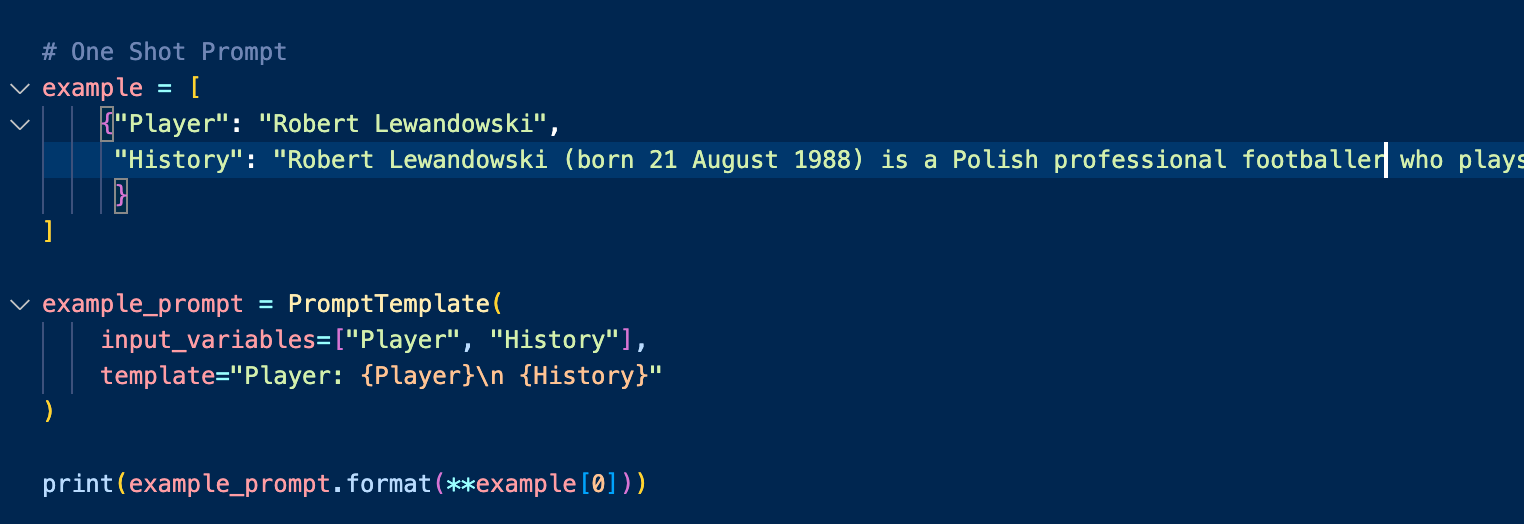 # One Shot Prompt
example = [
{"Player": "Robert Lewandowski",
"History": "Robert Lewandowski (born 21 August 1988) is a Polish professional footballer who plays
}
]
example_prompt = PromptTemplate(
input_variables=["Player", "History"],
template="Player: {Player}\n {History}"
)
print(example_prompt.format(**example[0]))